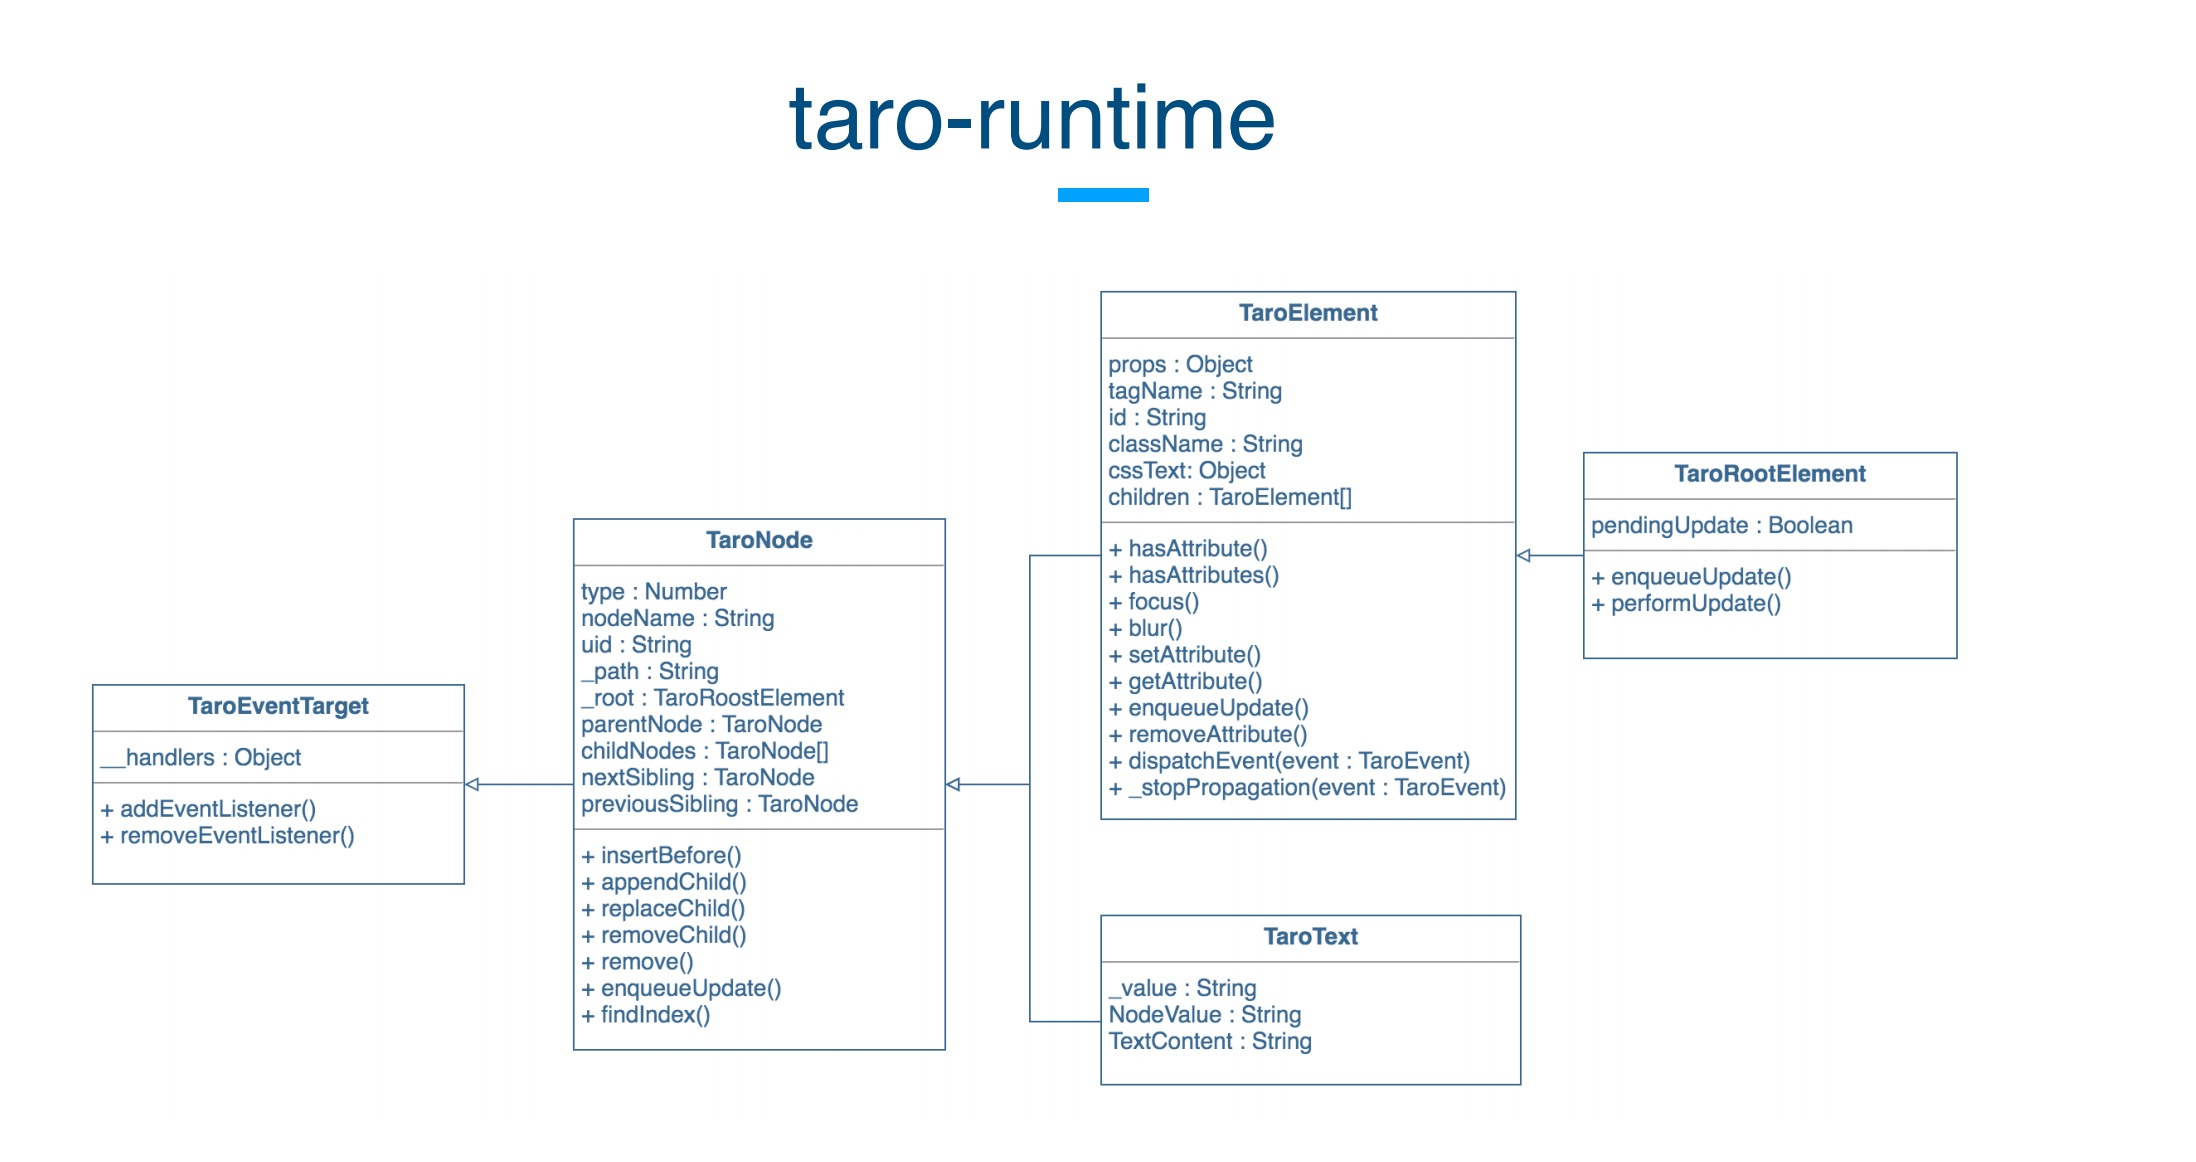 taro-runtime
TaroEventTarget
__handlers : Object
+ addEventListener()
+ removeEventListener()
TaroNode
type : Number
nodeName : String
uid : String
_path : String
_root : TaroRoostElement
parentNode : TaroNode
childNodes : TaroNode[]
nextSibling : TaroNode
previousSibling : TaroNode
+ insertBefore()
+ appendChild()
+ replaceChild()
+ removeChild()
+ remove()
+ enqueueUpdate()
+ findIndex()
TaroElement
props : Object
tagName : String
id : String
className : String
cssText: Object
children : TaroElement[]
+ hasAttribute()
+ hasAttributes()
+ focus()
+ blur()
+ setAttribute()
+ getAttribute()
+ enqueueUpdate()
+ removeAttribute()
+ dispatchEvent(event : TaroEvent)
+ _stopPropagation(event : TaroEvent)
TaroText
_value : String
NodeValue : String
TextContent : String
TaroRootElement
pendingUpdate : Boolean
+ enqueueUpdate()
+ performUpdate()